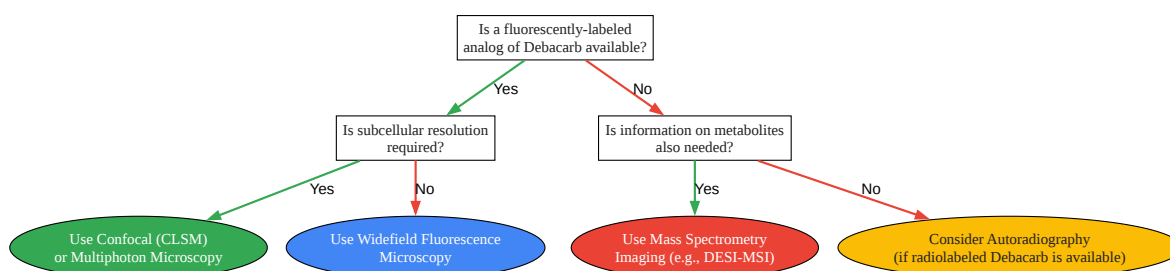 Is a fluorescently-labeled
analog of Debacarb available?
Yes
No
Is subcellular resolution
required?
Is information on metabolites
also needed?
Yes
No
Yes
No
Use Confocal (CLSM)
or Multiphoton Microscopy
Use Widefield Fluorescence
Microscopy
Use Mass Spectrometry
Imaging (e.g., DESI-MSI)
Consider Autoradiography
(if radiolabeled Debacarb is available)